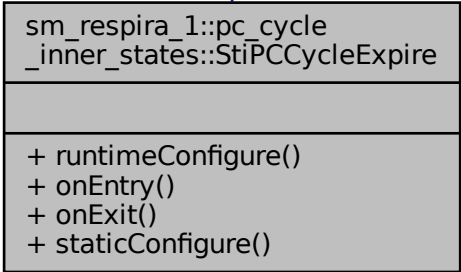 sm_respira_1::pc_cycle
_inner_states::StiPCCycleExpire
+ runtimeConfigure()
+ onEntry()
+ onExit()
+ staticConfigure()